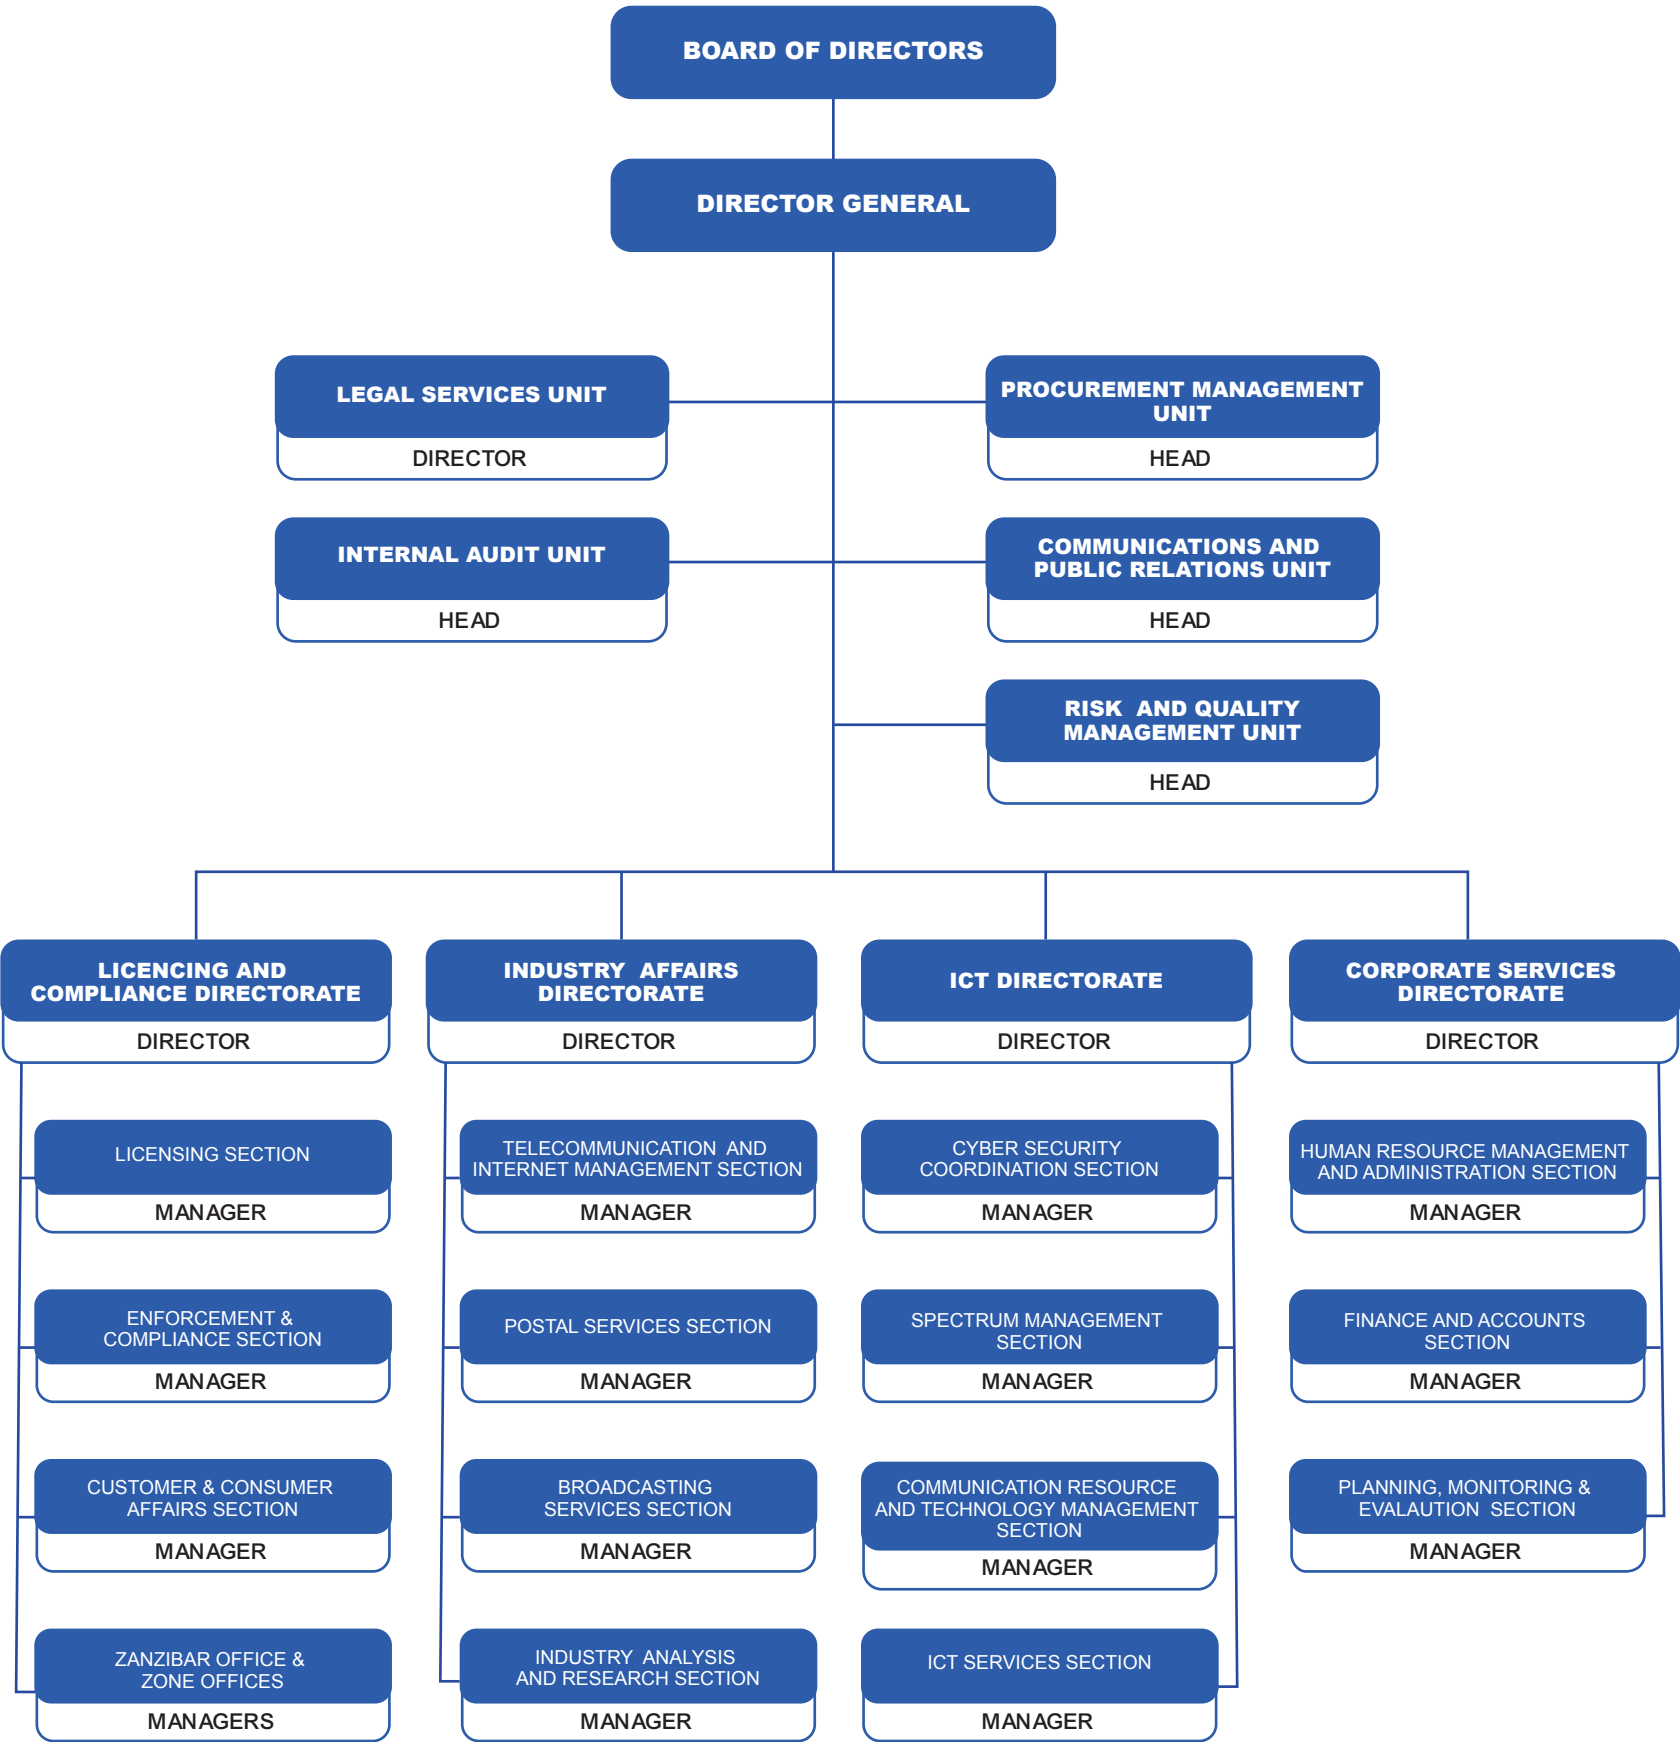 BOARD OF DIRECTORS
DIRECTOR GENERAL
LEGAL SERVICES UNIT
DIRECTOR
PROCUREMENT MANAGEMENT
UNIT
HEAD
INTERNAL AUDIT UNIT
HEAD
COMMUNICATIONS AND
PUBLIC RELATIONS UNIT
HEAD
RISK AND QUALITY
MANAGEMENT UNIT
HEAD
LICENCING AND
COMPLIANCE DIRECTORATE
DIRECTOR
LICENSING SECTION
MANAGER
ENFORCEMENT &
COMPLIANCE SECTION
MANAGER
CUSTOMER & CONSUMER
AFFAIRS SECTION
MANAGER
ZANZIBAR OFFICE &
ZONE OFFICES
MANAGERS
INDUSTRY AFFAIRS
DIRECTORATE
DIRECTOR
TELECOMMUNICATION AND
INTERNET MANAGEMENT SECTION
MANAGER
POSTAL SERVICES SECTION
MANAGER
BROADCASTING
SERVICES SECTION
MANAGER
INDUSTRY ANALYSIS
AND RESEARCH SECTION
MANAGER
ICT DIRECTORATE
DIRECTOR
CYBER SECURITY
COORDINATION SECTION
MANAGER
SPECTRUM MANAGEMENT
SECTION
MANAGER
COMMUNICATION RESOURCE
AND TECHNOLOGY MANAGEMENT
SECTION
MANAGER
ICT SERVICES SECTION
MANAGER
CORPORATE SERVICES
DIRECTORATE
DIRECTOR
HUMAN RESOURCE MANAGEMENT
AND ADMINISTRATION SECTION
MANAGER
FINANCE AND ACCOUNTS
SECTION
MANAGER
PLANNING, MONITORING &
EVALAUTION SECTION
MANAGER